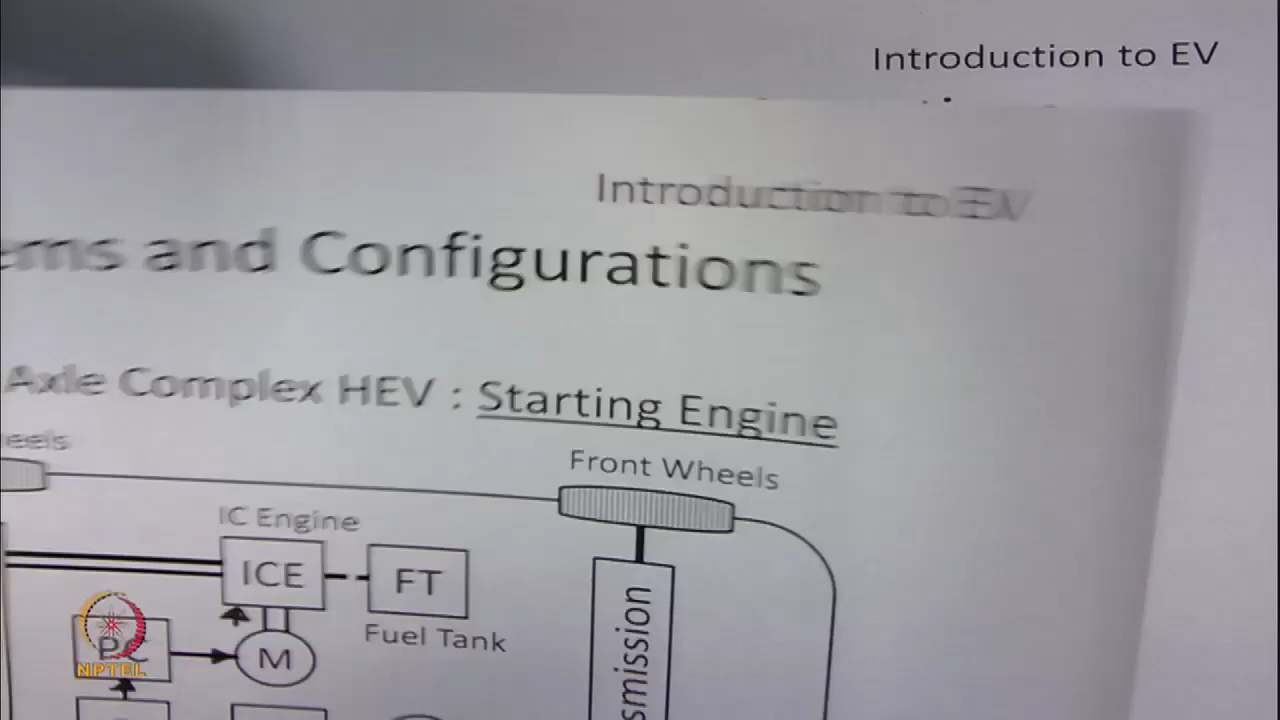 Introduction to EV
Introduction to EV
and Configurations
Axle Complex HEV : Starting Engine
Front Wheels
IC Engine
ICE
FT
Fuel Tank
PC
NPTEL
M